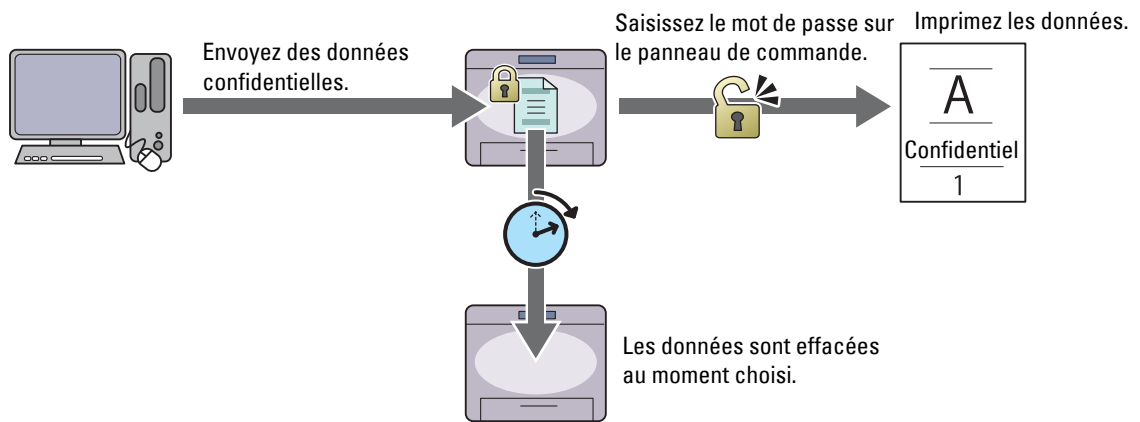 Envoyez des données
confidentielles.
Saisissez le mot de passe sur
le panneau de commande.
Imprimez les données.
A
Confidentiel
1
Les données sont effacées
au moment choisi.